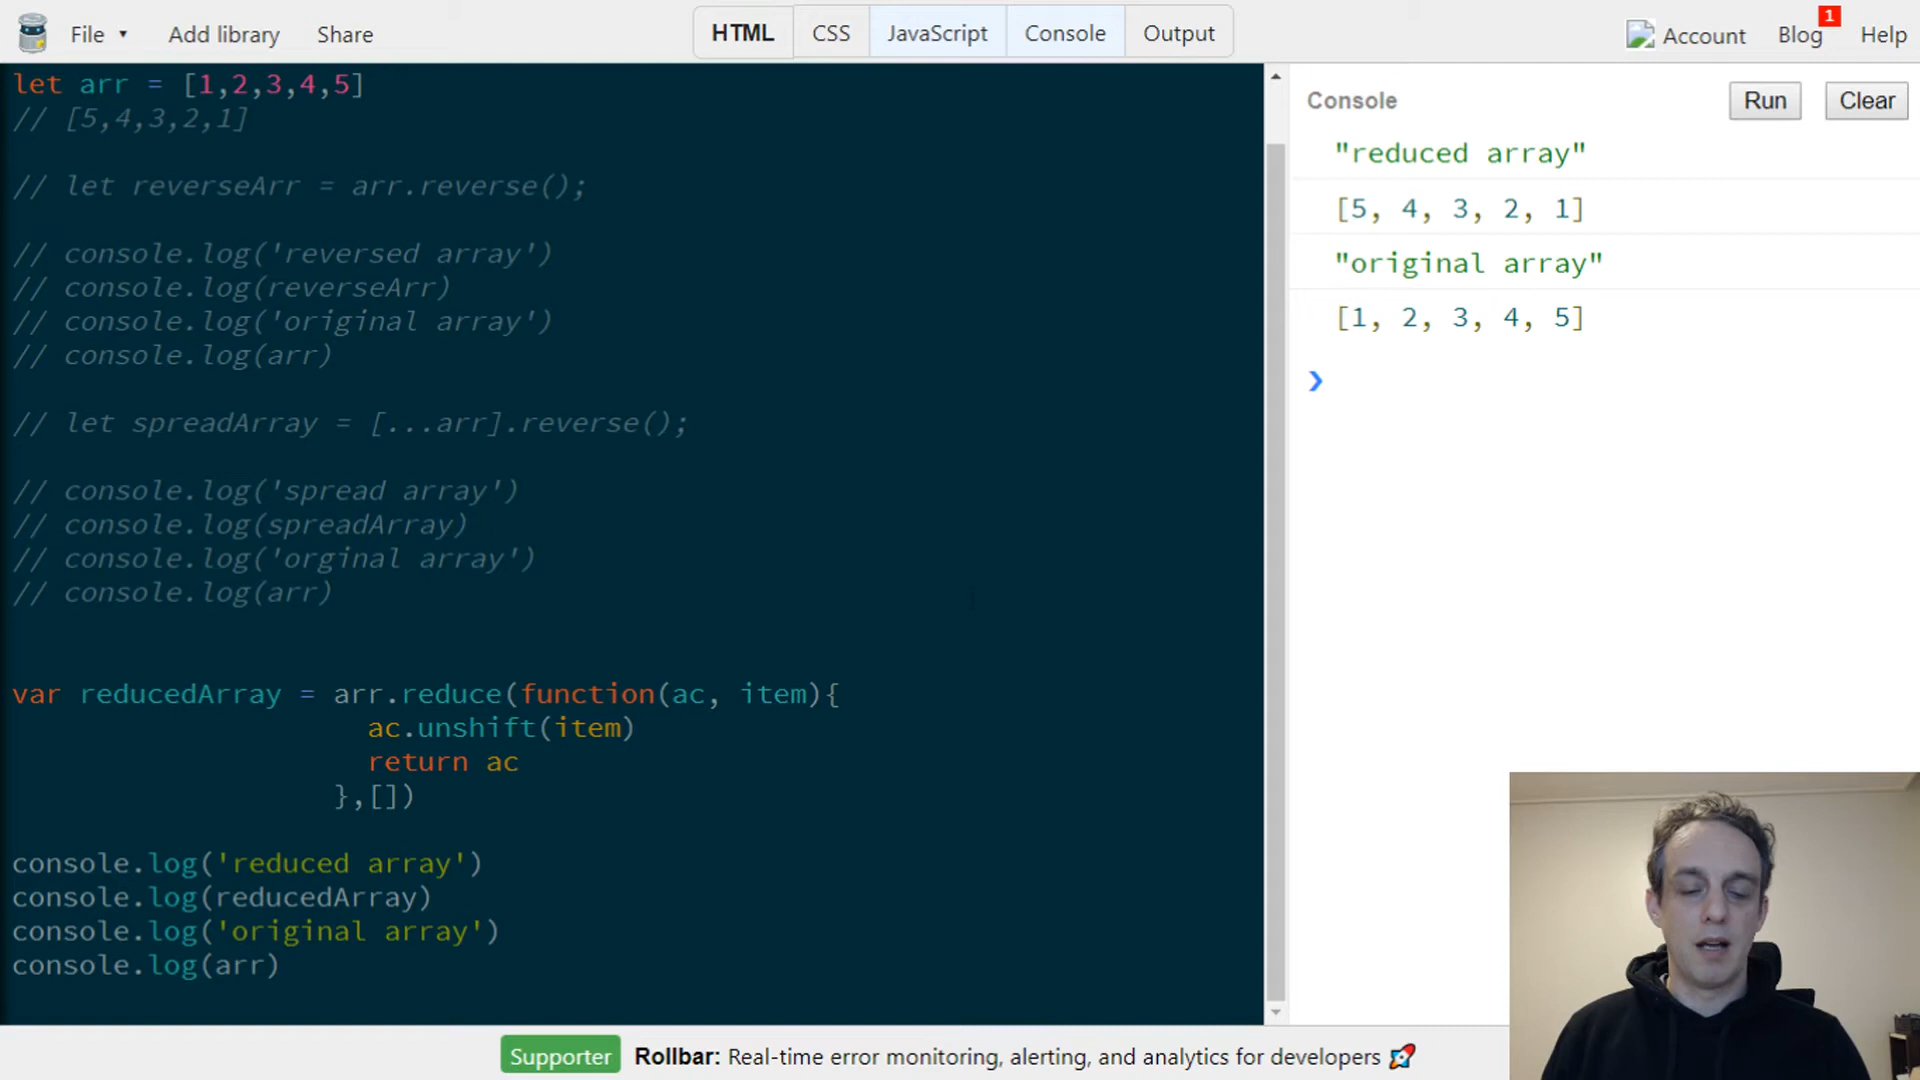 File ▾ Add library Share HTML CSS JavaScript Console Output Account Blog 1 Help
let arr = [1,2,3,4,5]
// [5,4,3,2,1]
// let reverseArr = arr.reverse();
// console.log('reversed array')
// console.log(reverseArr)
// console.log('original array')
// console.log(arr)
// let spreadArray = [...arr].reverse();
// console.log('spread array')
// console.log(spreadArray)
// console.log('orginal array')
// console.log(arr)
var reducedArray = arr.reduce(function(ac, item){
ac.unshift(item)
return ac
},[])
console.log('reduced array')
console.log(reducedArray)
console.log('original array')
console.log(arr)
Console Run Clear
"reduced array"
[5, 4, 3, 2, 1]
"original array"
[1, 2, 3, 4, 5]
❯
Supporter Rollbar: Real-time error monitoring, alerting, and analytics for developers 🚀